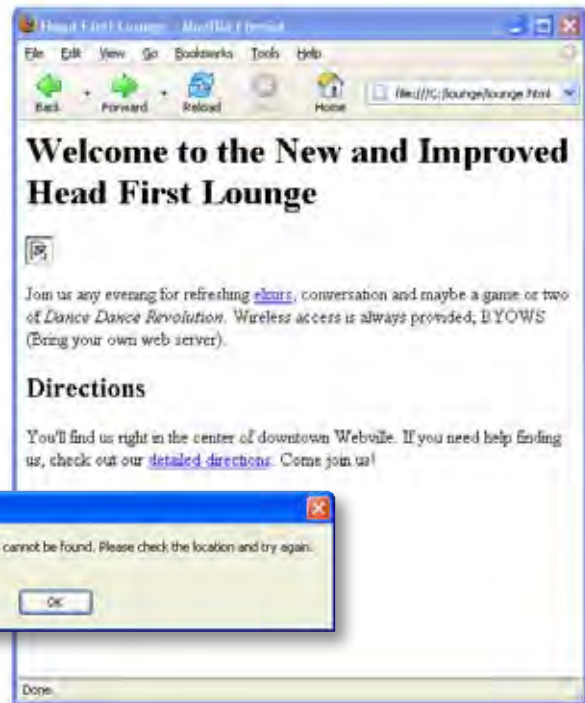 Head First Lounge - Mozilla Firefox
File Edit View Go Bookmarks Tools Help
Back Forward Reload Home file:///C:/lounge/lounge.html
Welcome to the New and Improved
Head First Lounge
Join us any evening for refreshing elixirs, conversation and maybe a game or two
of Dance Dance Revolution. Wireless access is always provided; BYOWS
(Bring your own web server).
Directions
You'll find us right in the center of downtown Webville. If you need help finding
us, check out our detailed directions. Come join us!
cannot be found. Please check the location and try again.
OK
Done